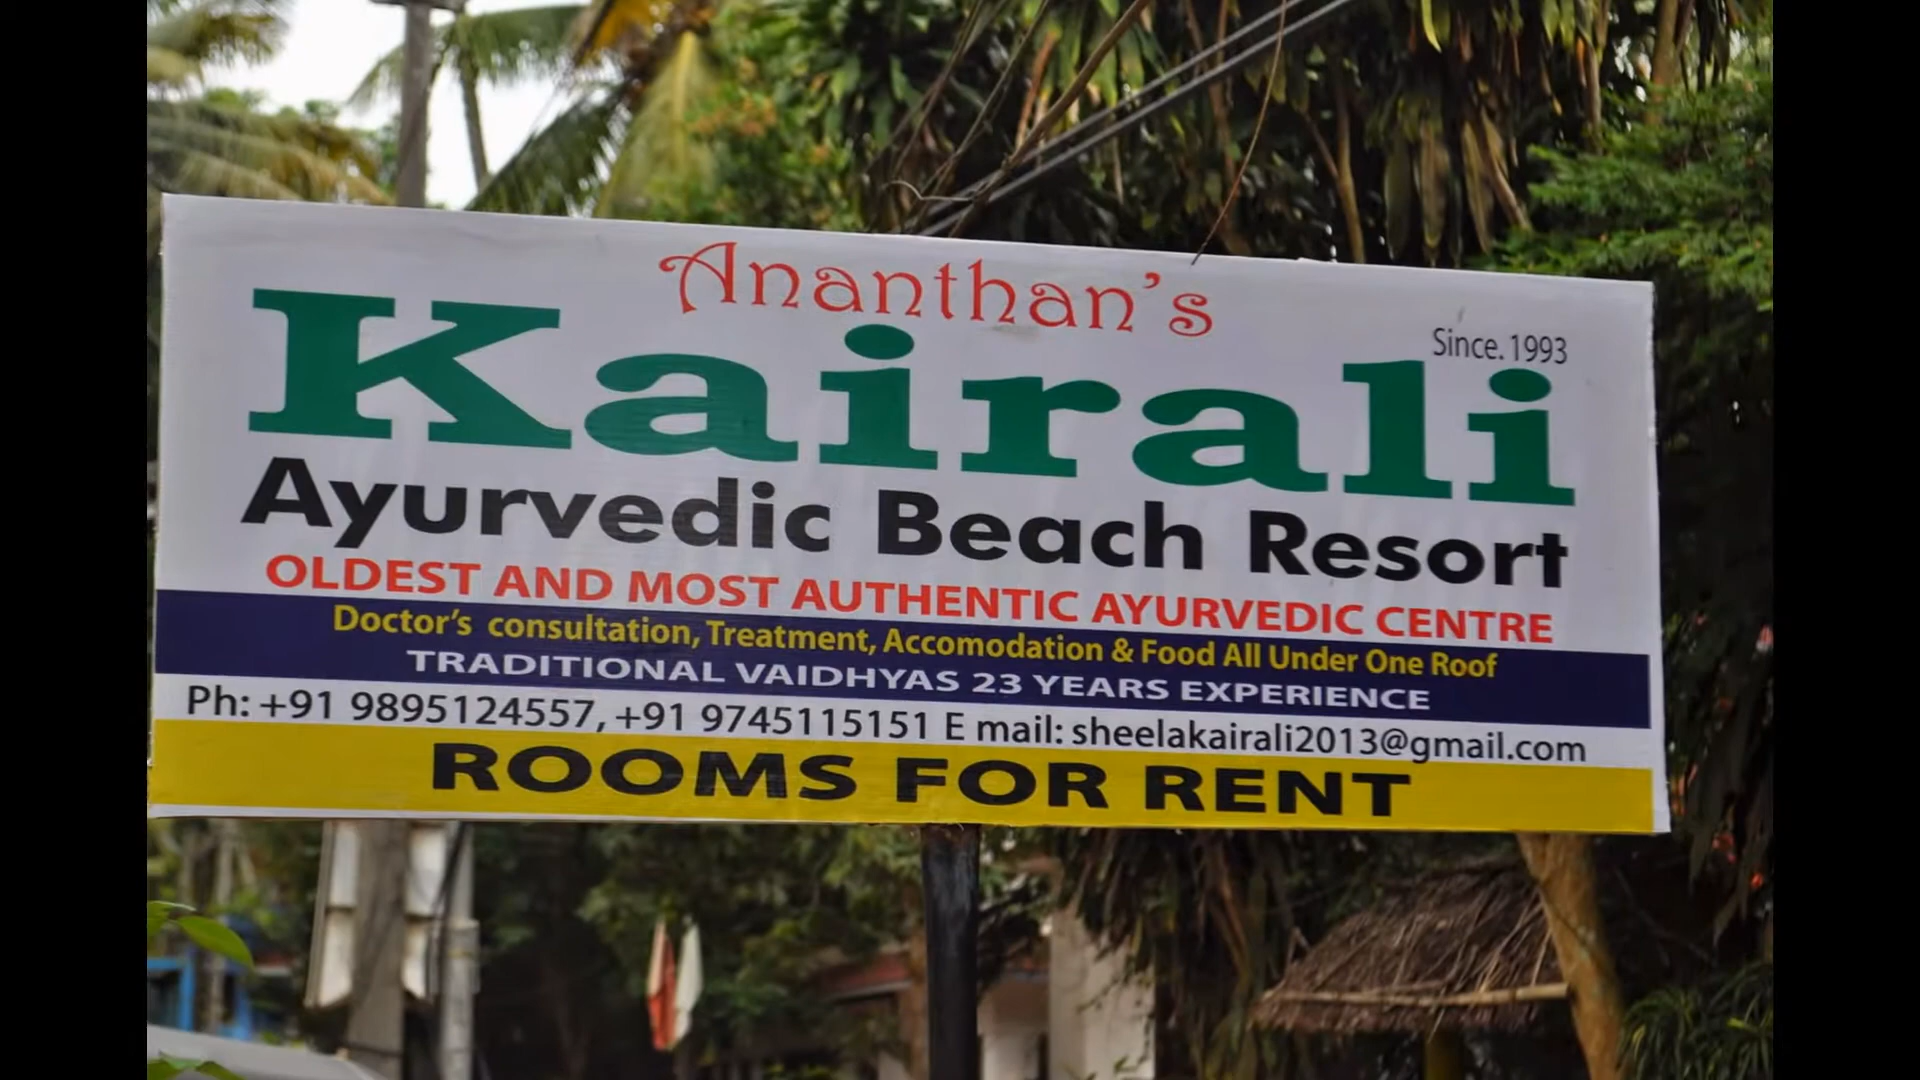 Ananthan's
Since. 1993
Kairali
Ayurvedic Beach Resort
OLDEST AND MOST AUTHENTIC AYURVEDIC CENTRE
Doctor's consultation, Treatment, Accomodation & Food All Under One Roof
TRADITIONAL VAIDHYAS 23 YEARS EXPERIENCE
Ph: +91 9895124557, +91 9745115151 E mail: sheelakairali2013@gmail.com
ROOMS FOR RENT